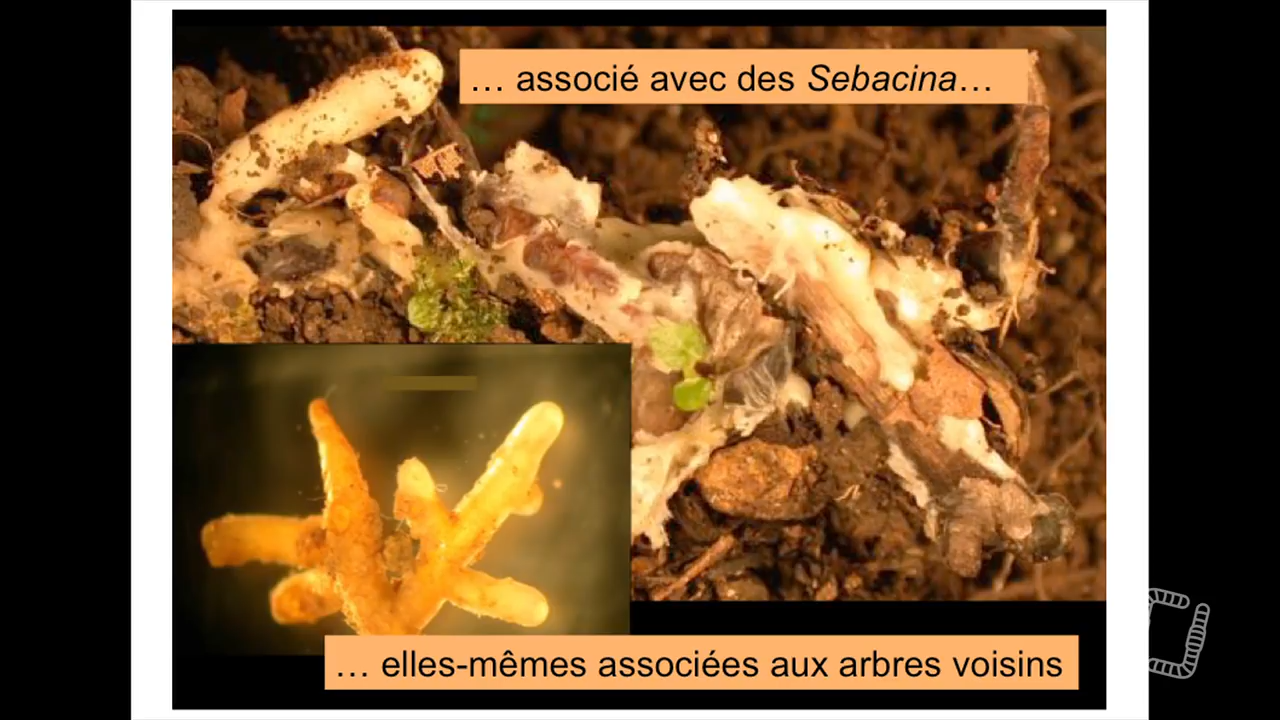 … associé avec des Sebacina…
… elles-mêmes associées aux arbres voisins